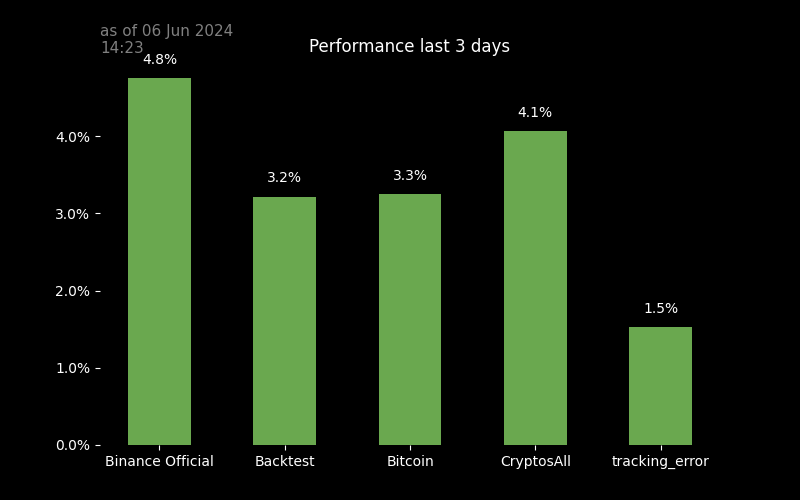 as of 06 Jun 2024
14:23
Performance last 3 days
4.8%
3.2%
3.3%
4.1%
1.5%
4.0%
3.0%
2.0%
1.0%
0.0%
Binance Official
Backtest
Bitcoin
CryptosAll
tracking_error